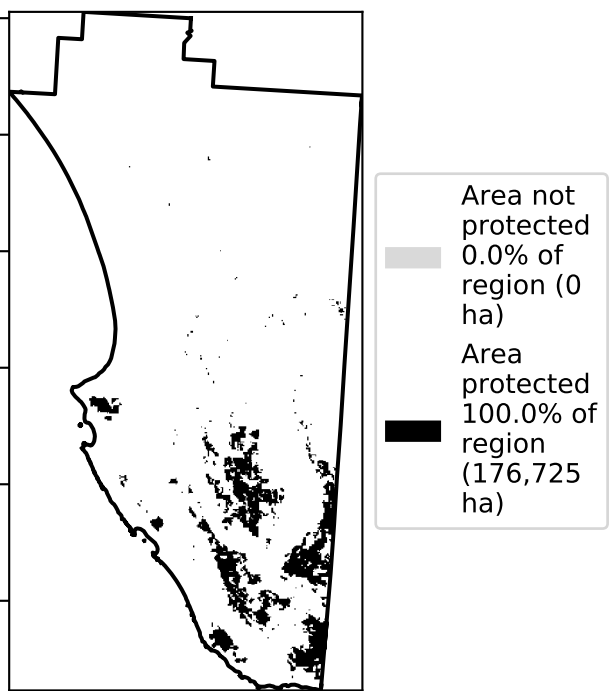 Area not
protected
0.0% of
region (0
ha)
Area
protected
100.0% of
region
(176,725
ha)